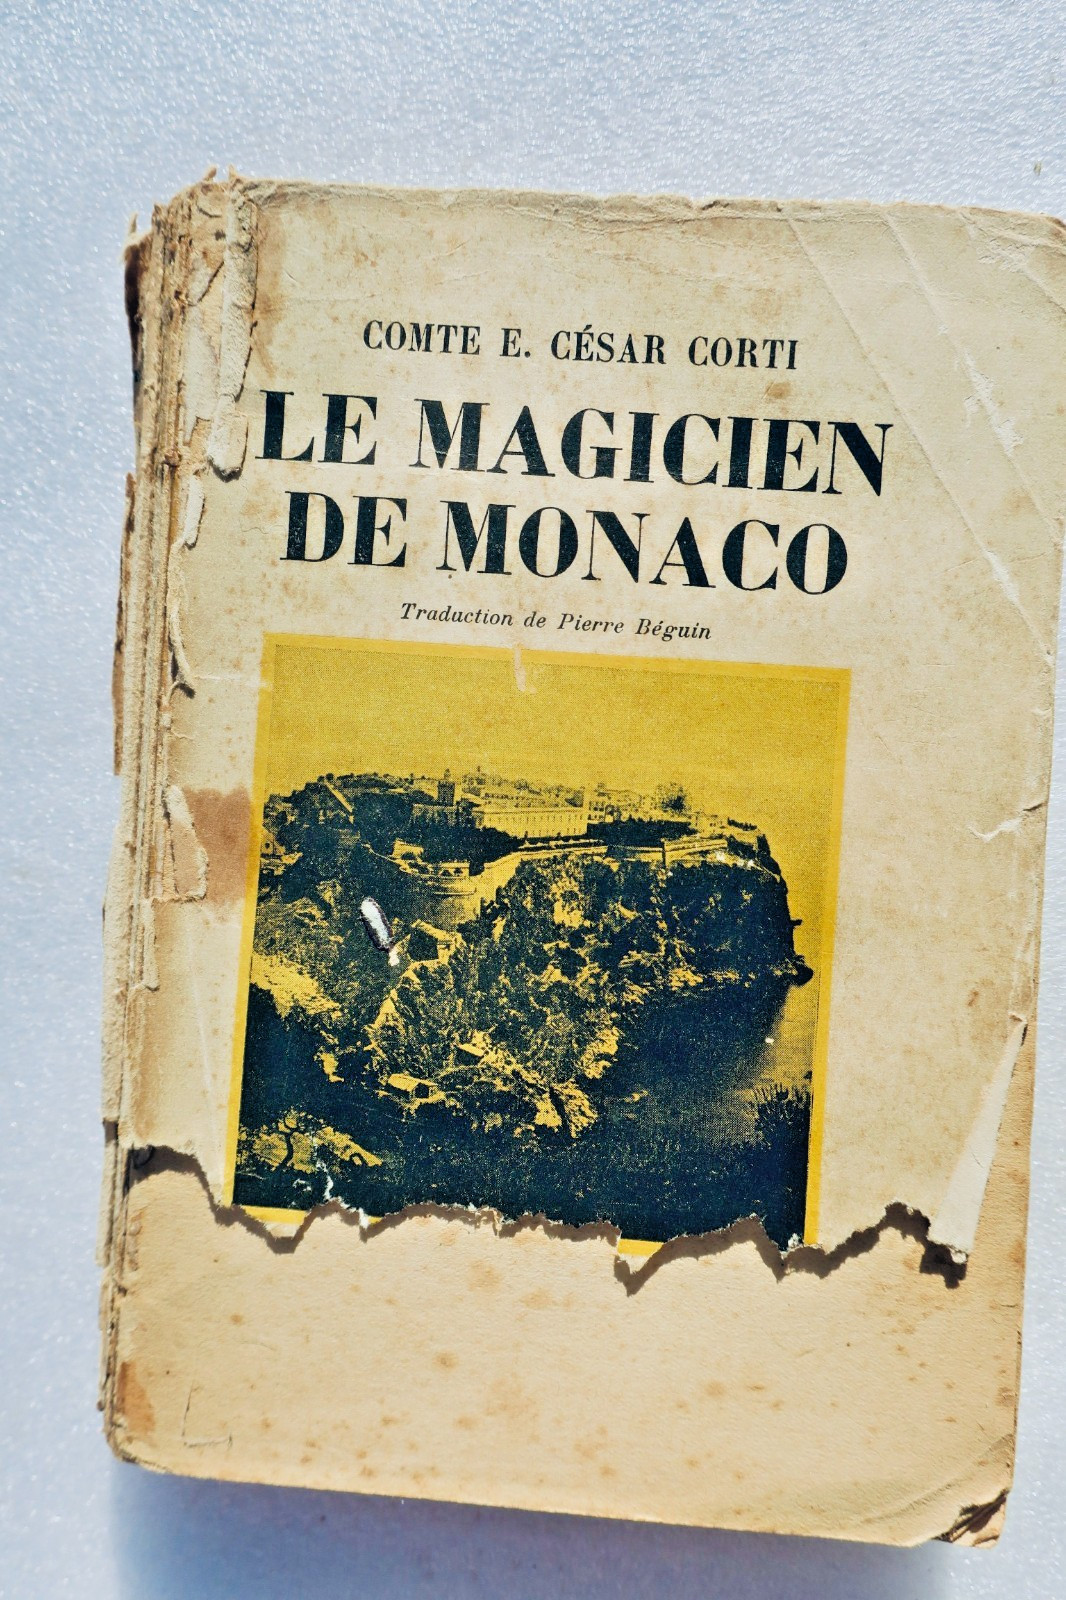 COMTE E. CÉSAR CORTI
LE MAGICIEN
DE MONACO
Traduction de Pierre Béguin